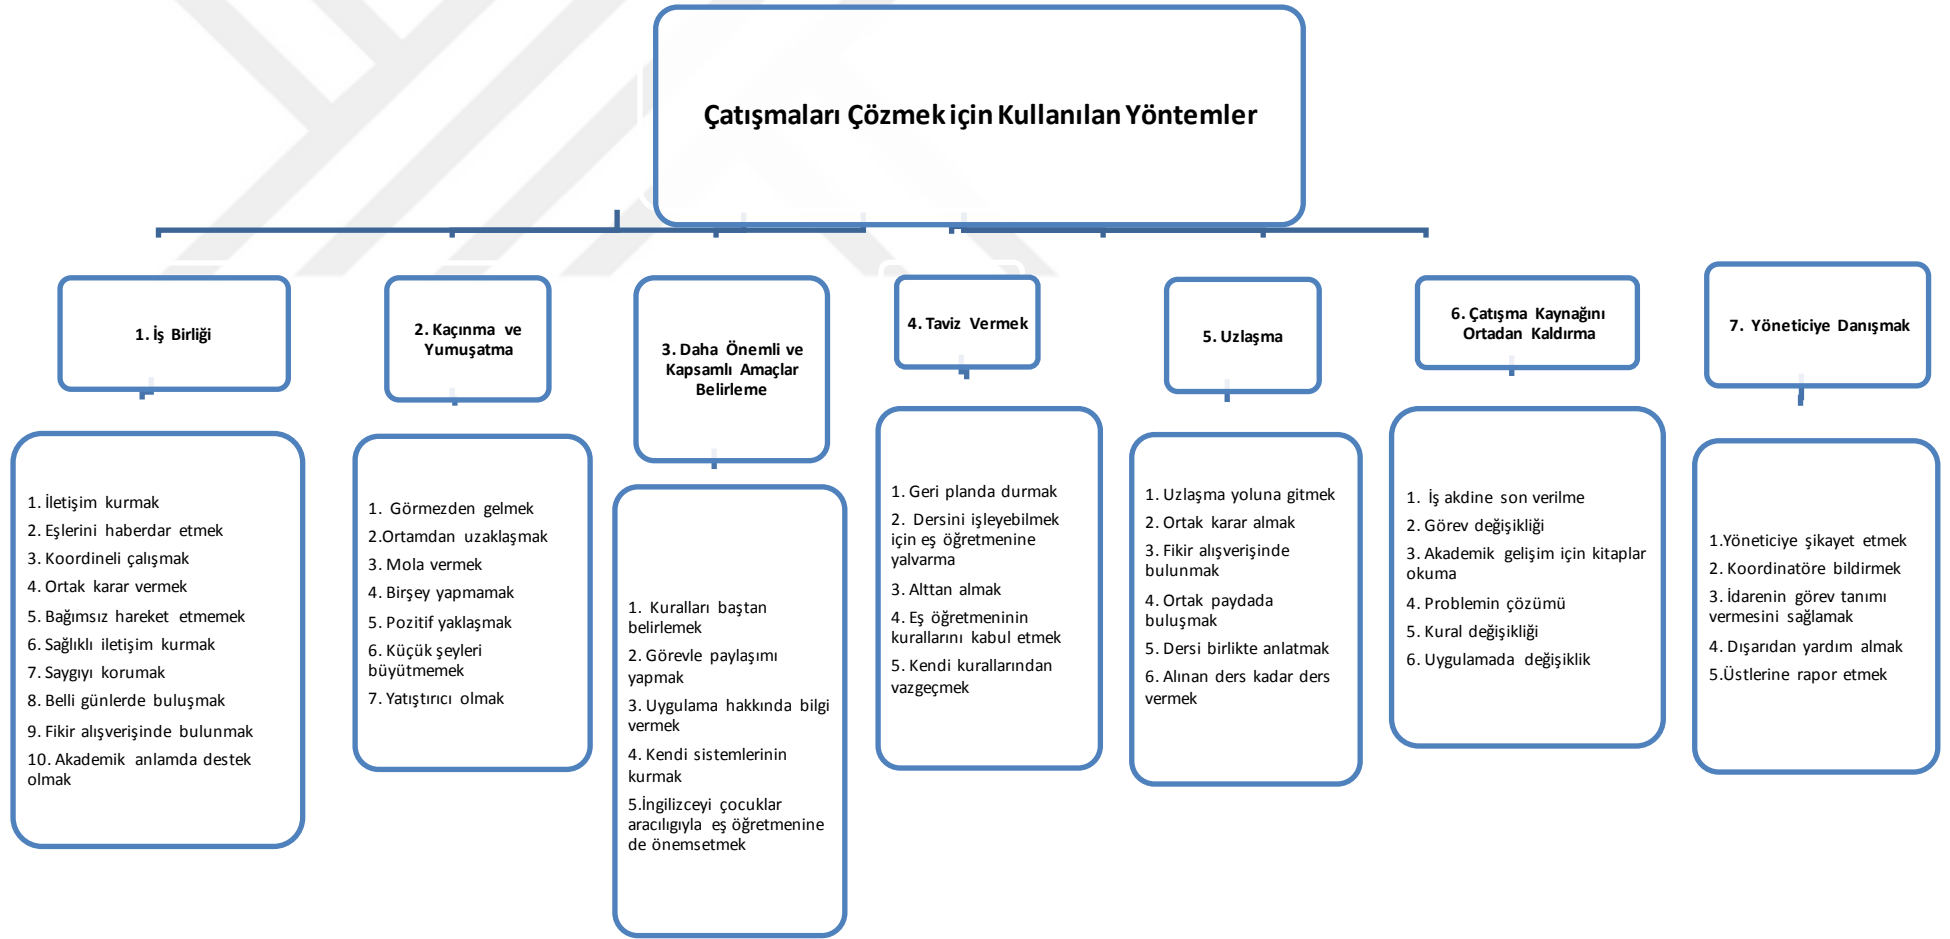 Çatışmaları Çözmek için Kullanılan Yöntemler
1. İş Birliği
1. İletişim kurmak
2. Eşlerini haberdar etmek
3. Koordineli çalışmak
4. Ortak karar vermek
5. Bağımsız hareket etmemek
6. Sağlıklı iletişim kurmak
7. Saygıyı korumak
8. Belli günlerde buluşmak
9. Fikir alışverişinde bulunmak
10. Akademik anlamda destek
olmak
2. Kaçınma ve
Yumuşatma
1. Görmezden gelmek
2.Ortamdan uzaklaşmak
3. Mola vermek
4. Birşey yapmamak
5. Pozitif yaklaşmak
6. Küçük şeyleri
büyütmemek
7. Yatıştırıcı olmak
3. Daha Önemli ve
Kapsamlı Amaçlar
Belirleme
1. Kuralları baştan
belirlemek
2. Görevle paylaşımı
yapmak
3. Uygulama hakkında bilgi
vermek
4. Kendi sistemlerinin
kurmak
5.İngilizceyi çocuklar
aracılıgıyla eş öğretmenine
de önemsetmek
4. Taviz Vermek
1. Geri planda durmak
2. Dersini işleyebilmek
için eş öğretmenine
yalvarma
3. Alttan almak
4. Eş öğretmeninin
kurallarını kabul etmek
5. Kendi kurallarından
vazgeçmek
5. Uzlaşma
1. Uzlaşma yoluna gitmek
2. Ortak karar almak
3. Fikir alışverişinde
bulunmak
4. Ortak paydada
buluşmak
5. Dersi birlikte anlatmak
6. Alınan ders kadar ders
vermek
6. Çatışma Kaynağını
Ortadan Kaldırma
1. İş akdine son verilme
2. Görev değişikliği
3. Akademik gelişim için kitaplar
okuma
4. Problemin çözümü
5. Kural değişikliği
6. Uygulamada değişiklik
7. Yöneticiye Danışmak
1.Yöneticiye şikayet etmek
2. Koordinatöre bildirmek
3. İdarenin görev tanımı
vermesini sağlamak
4. Dışarıdan yardım almak
5.Üstlerine rapor etmek